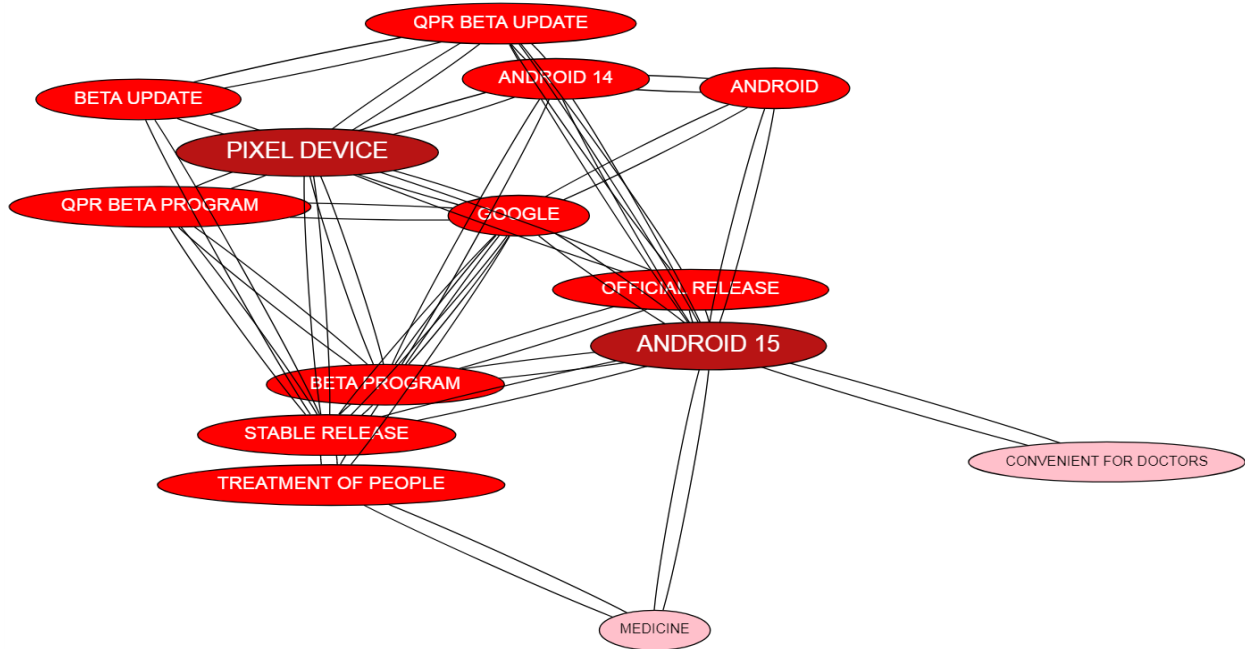 QPR BETA UPDATE
ANDROID 14
ANDROID
BETA UPDATE
PIXEL DEVICE
QPR BETA PROGRAM
GOOGLE
OFFICIAL RELEASE
ANDROID 15
BETA PROGRAM
STABLE RELEASE
CONVENIENT FOR DOCTORS
TREATMENT OF PEOPLE
MEDICINE